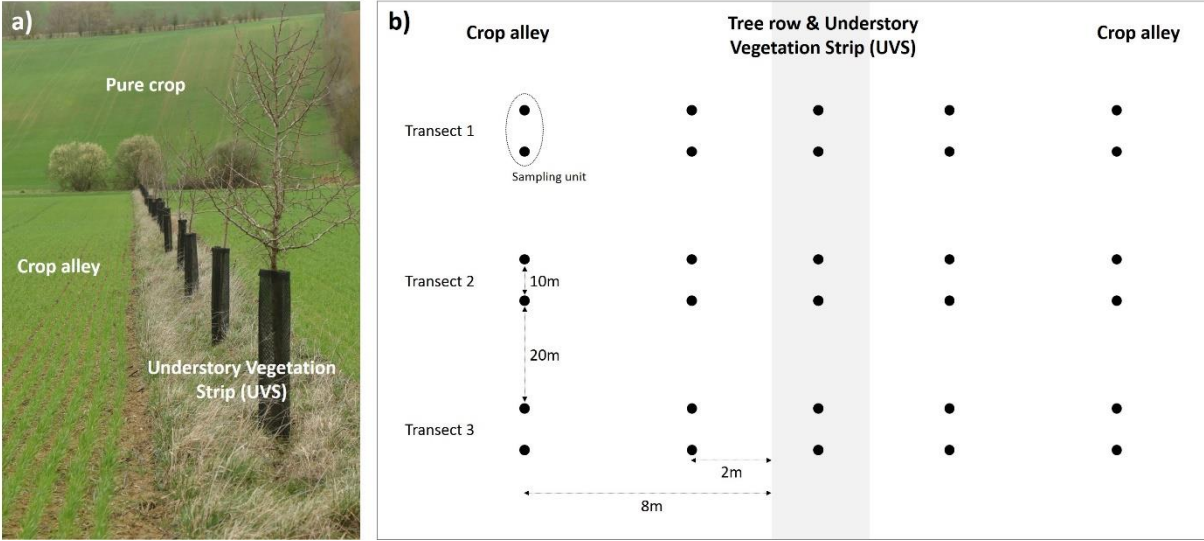 a)
Pure crop
Crop alley
Understory Vegetation
Strip (UVS)
b)
Crop alley
Tree row & Understory
Vegetation Strip (UVS)
Crop alley
Transect 1
Sampling unit
Transect 2
10m
20m
Transect 3
2m
8m